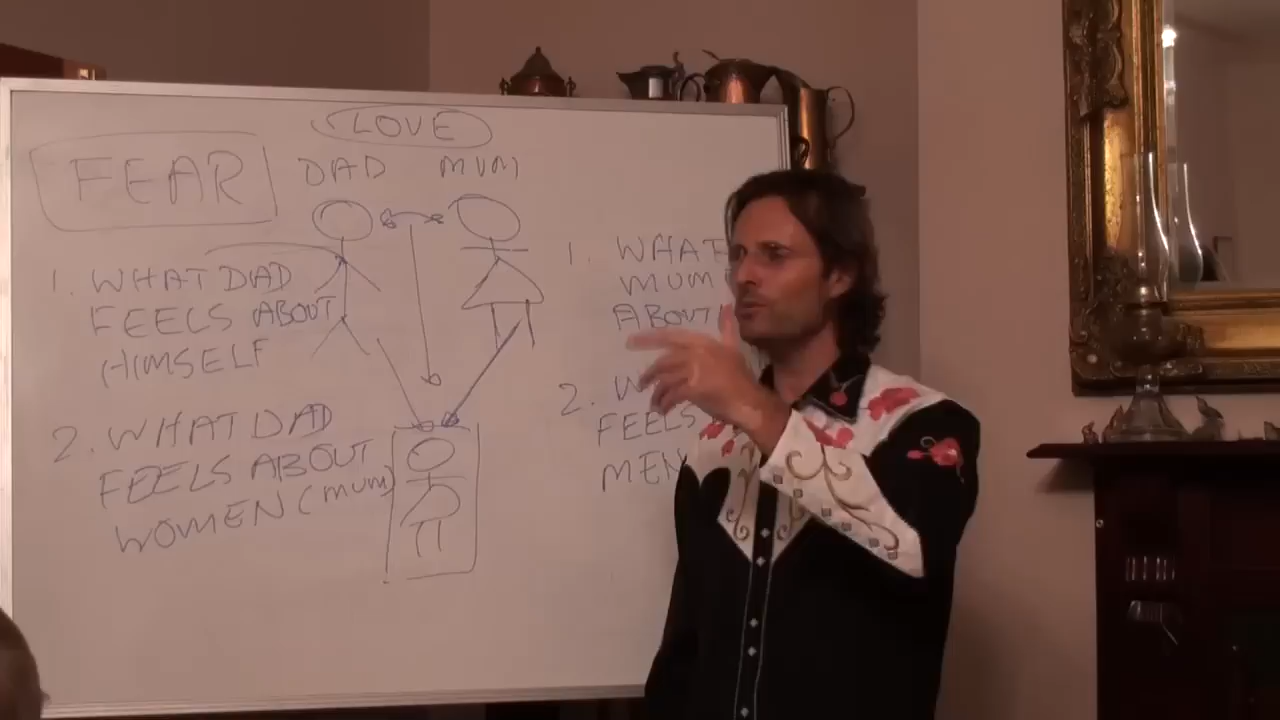 LOVE
FEAR
DAD MUM
1. WHAT DAD
FEELS ABOUT
HIMSELF
2. WHAT DAD
FEELS ABOUT
WOMEN (MUM)
1. WHAT
MUM
ABOUT
2.
FEELS
MEN